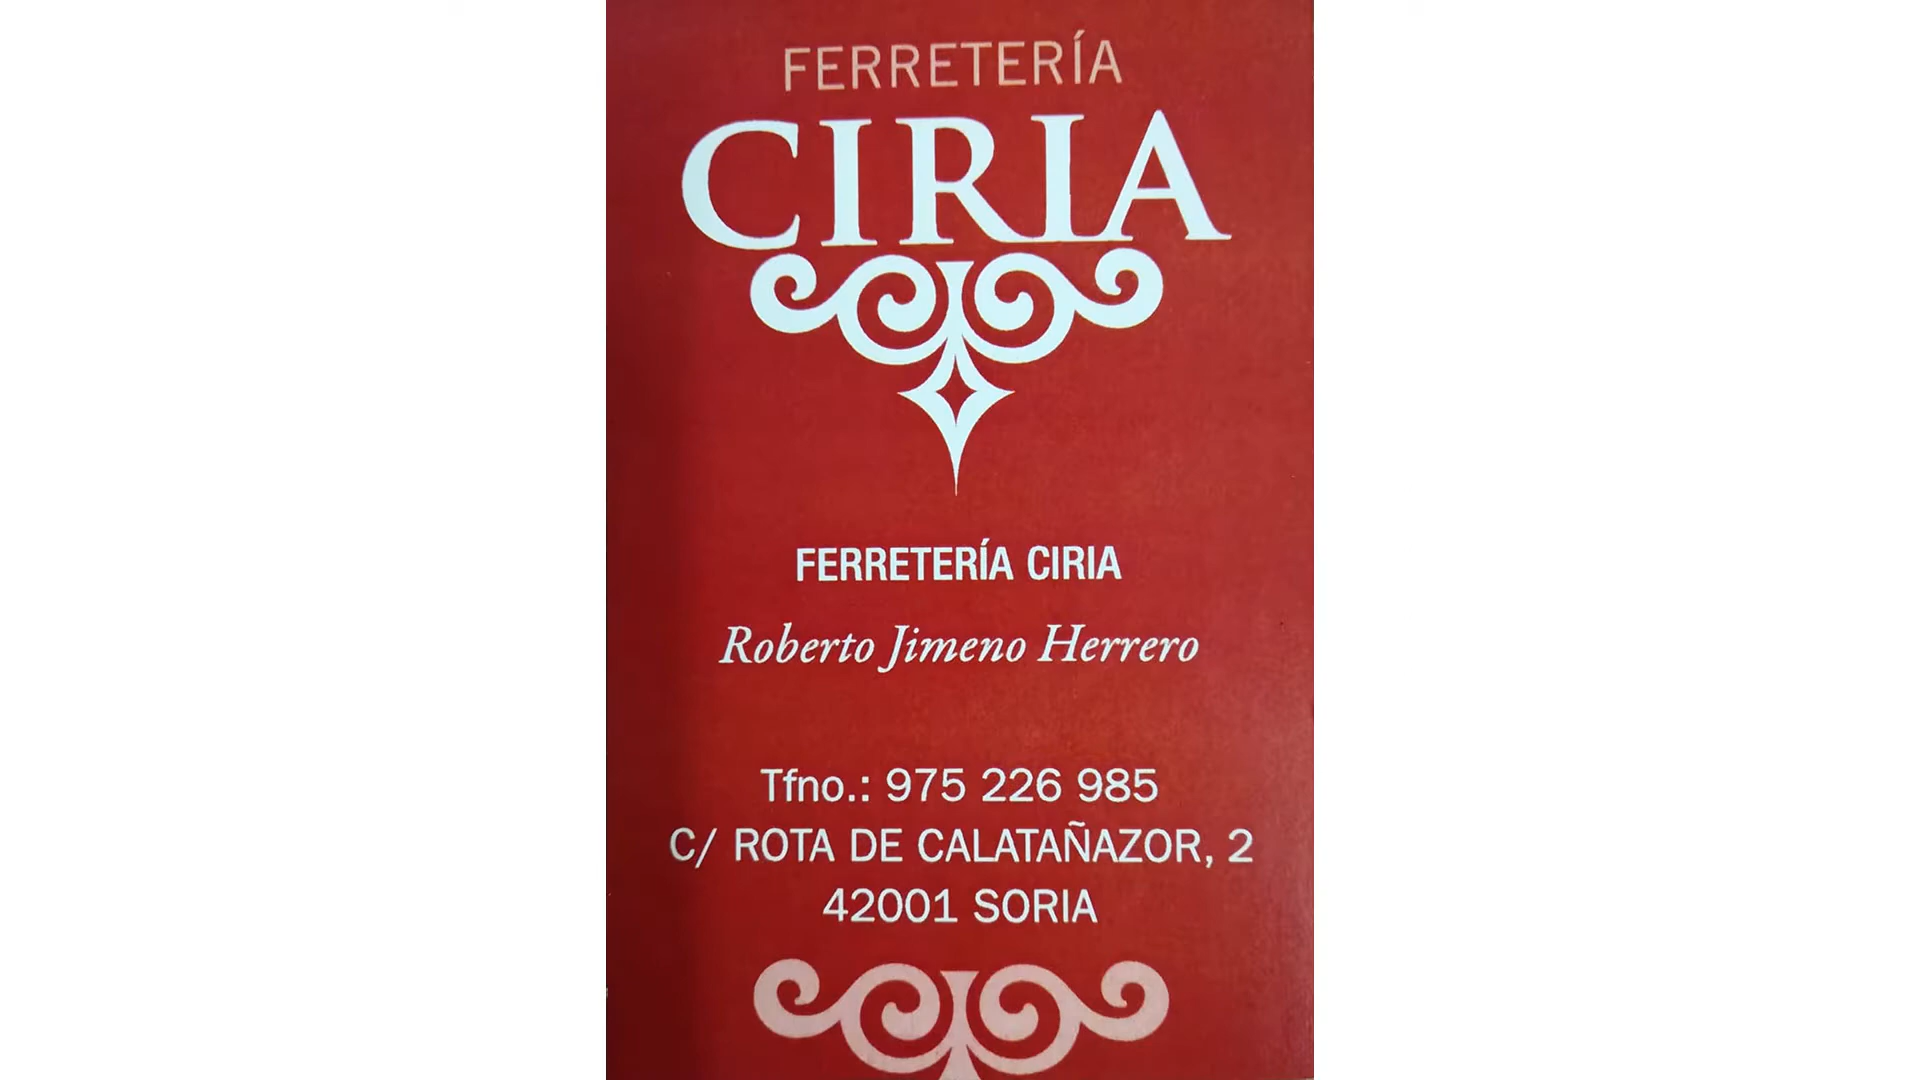 FERRETERÍA
CIRIA
FERRETERÍA CIRIA
Roberto Jimeno Herrero
Tfno.: 975 226 985
C/ ROTA DE CALATAÑAZOR, 2
42001 SORIA